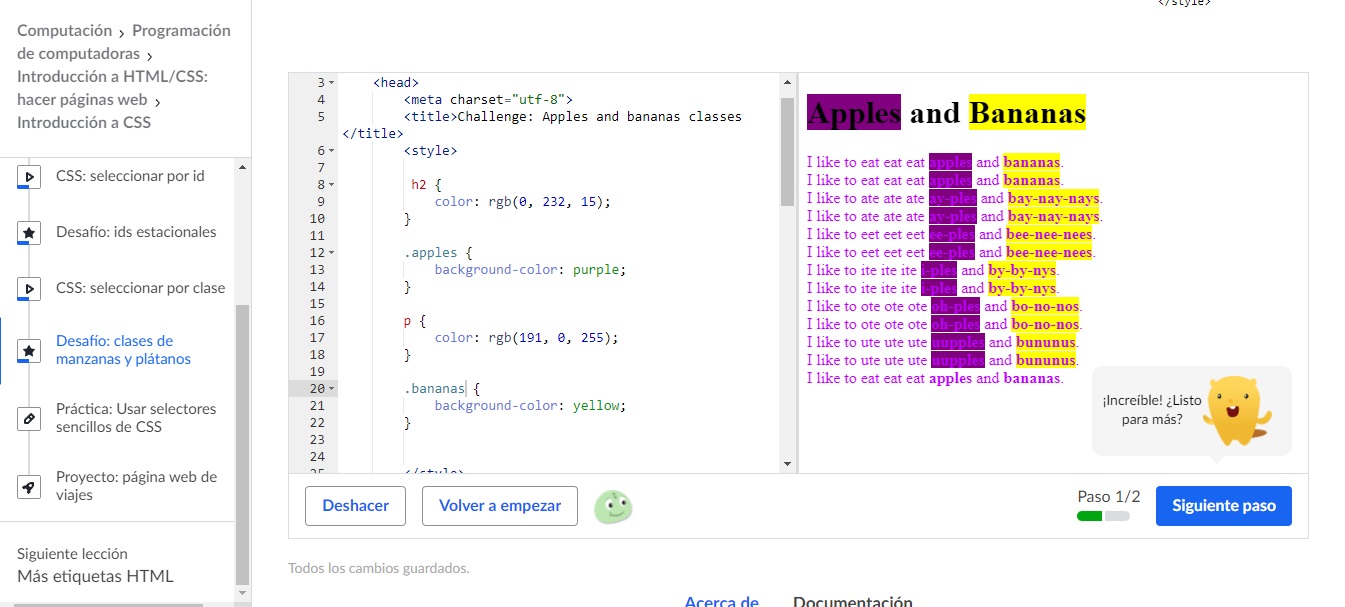 </style>
Computación › Programación
de computadoras ›
Introducción a HTML/CSS:
hacer páginas web ›
Introducción a CSS
CSS: seleccionar por id
Desafío: ids estacionales
CSS: seleccionar por clase
Desafío: clases de
manzanas y plátanos
Práctica: Usar selectores
sencillos de CSS
Proyecto: página web de
viajes
Siguiente lección
Más etiquetas HTML
3 <head>
4 <meta charset="utf-8">
5 <title>Challenge: Apples and bananas classes
</title>
6 <style>
7
8 h2 {
9 color: rgb(0, 232, 15);
10 }
11
12 .apples {
13 background-color: purple;
14 }
15
16 p {
17 color: rgb(191, 0, 255);
18 }
19
20 .bananas {
21 background-color: yellow;
22 }
23
24
25 </style>
Apples and Bananas
I like to eat eat eat apples and bananas.
I like to eat eat eat apples and bananas.
I like to ate ate ate ay-ples and bay-nay-nays.
I like to ate ate ate ay-ples and bay-nay-nays.
I like to eet eet eet ee-ples and bee-nee-nees.
I like to eet eet eet ee-ples and bee-nee-nees.
I like to ite ite ite i-ples and by-by-nys.
I like to ite ite ite i-ples and by-by-nys.
I like to ote ote ote oh-ples and bo-no-nos.
I like to ote ote ote oh-ples and bo-no-nos.
I like to ute ute ute uupples and bununus.
I like to ute ute ute uupples and bununus.
I like to eat eat eat apples and bananas.
¡Increíble! ¿Listo
para más?
Deshacer
Volver a empezar
Paso 1/2
Siguiente paso
Todos los cambios guardados.
Acerca de
Documentación